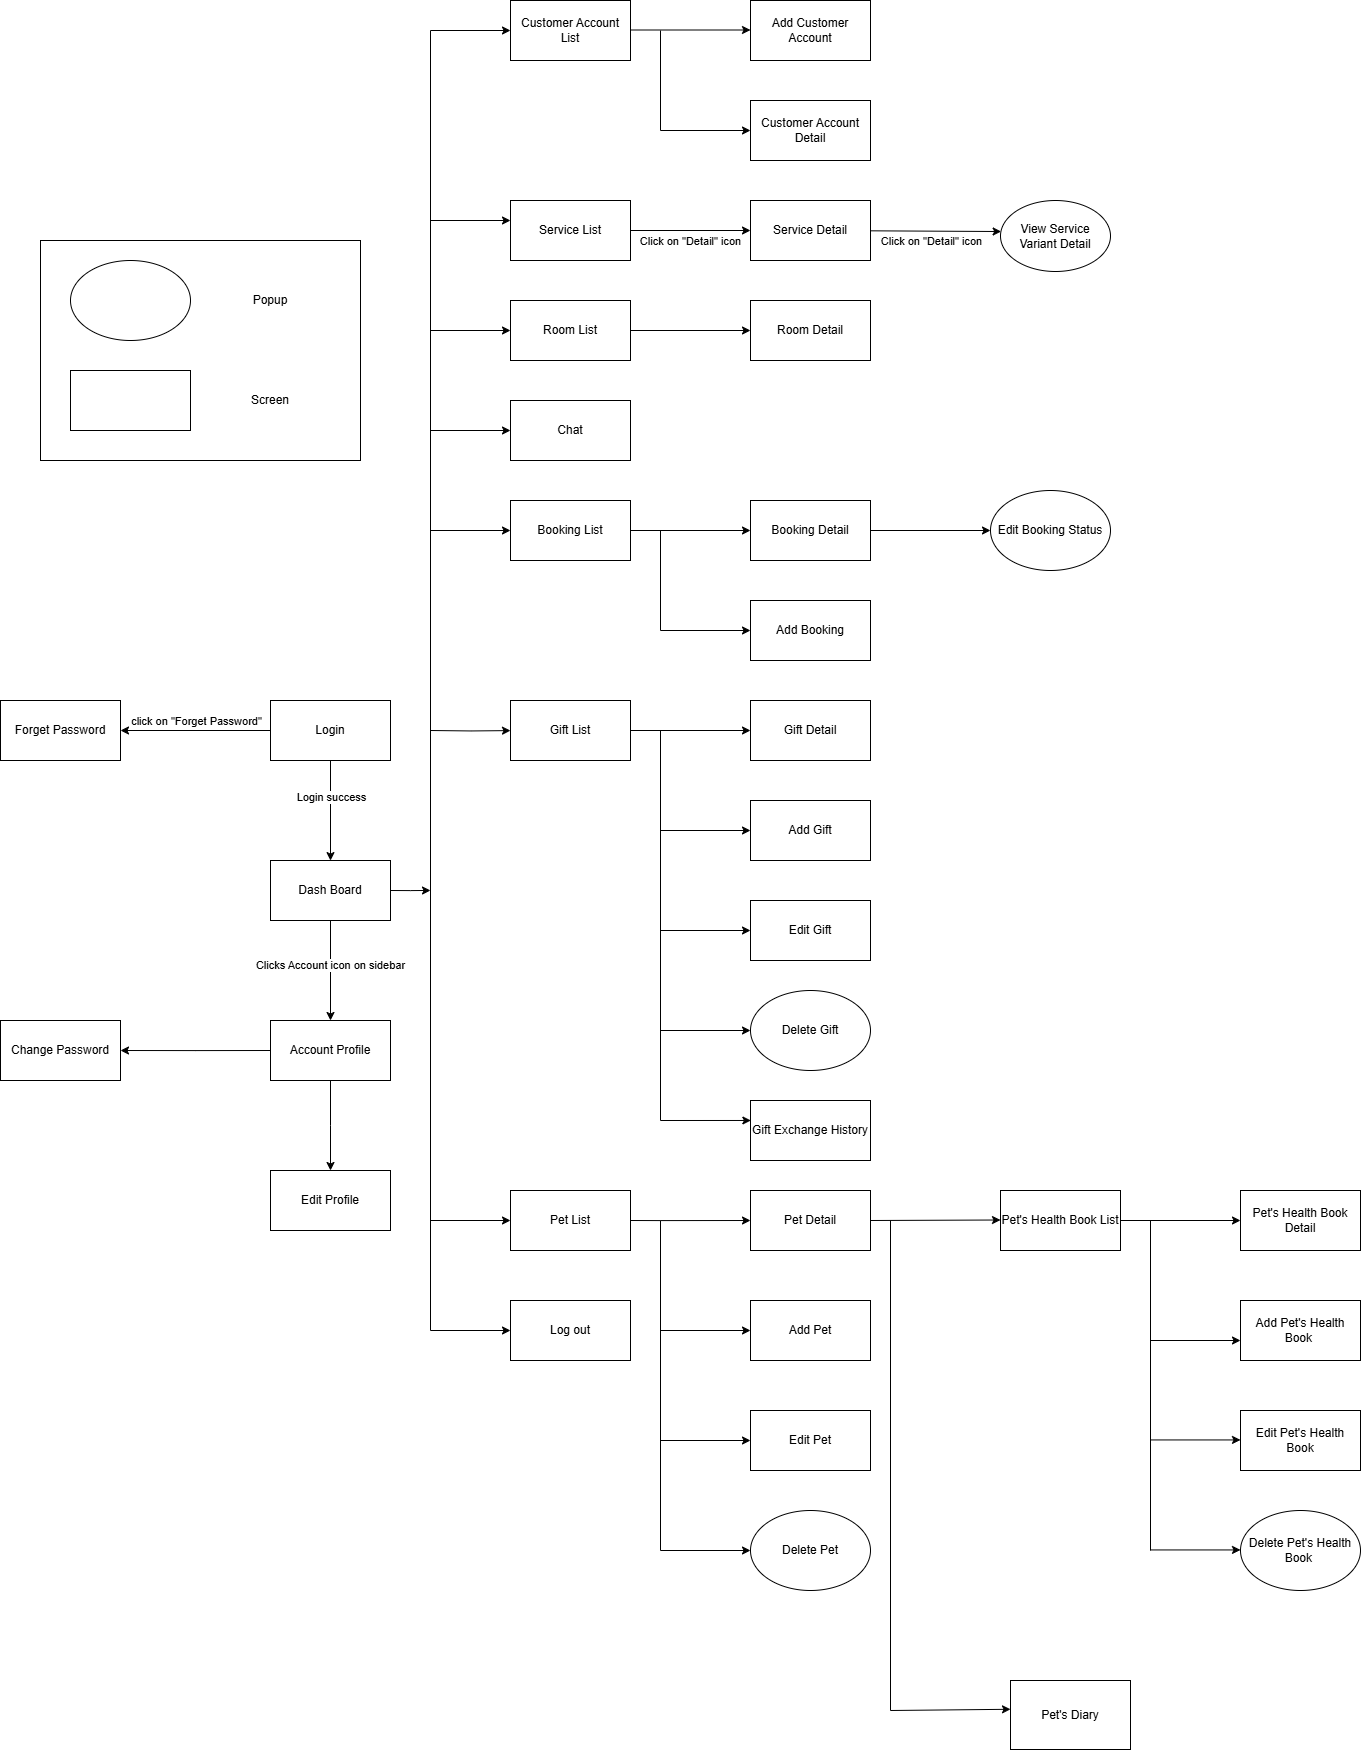 Customer Account
List
Add Customer
Account
Customer Account
Detail
Service List
Click on "Detail" icon
Service Detail
Click on "Detail" icon
View Service
Variant Detail
Popup
Screen
Room List
Room Detail
Chat
Booking List
Booking Detail
Edit Booking Status
Add Booking
Forget Password
click on "Forget Password"
Login
Login success
Dash Board
Clicks Account icon on sidebar
Change Password
Account Profile
Edit Profile
Gift List
Gift Detail
Add Gift
Edit Gift
Delete Gift
Gift Exchange History
Pet List
Pet Detail
Pet's Health Book List
Pet's Health Book
Detail
Log out
Add Pet
Add Pet's Health
Book
Edit Pet
Edit Pet's Health
Book
Delete Pet
Delete Pet's Health
Book
Pet's Diary